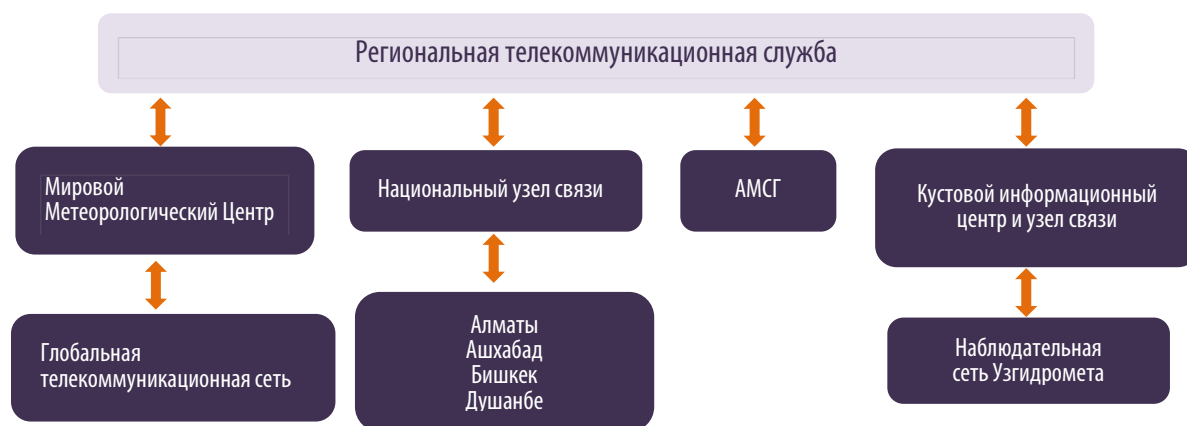 Региональная телекоммуникационная служба
Мировой
Метеорологический Центр
Национальный узел связи
АМСГ
Кустовой информационный
центр и узел связи
Глобальная
телекоммуникационная сеть
Алматы
Ашхабад
Бишкек
Душанбе
Наблюдательная
сеть Узгидромета